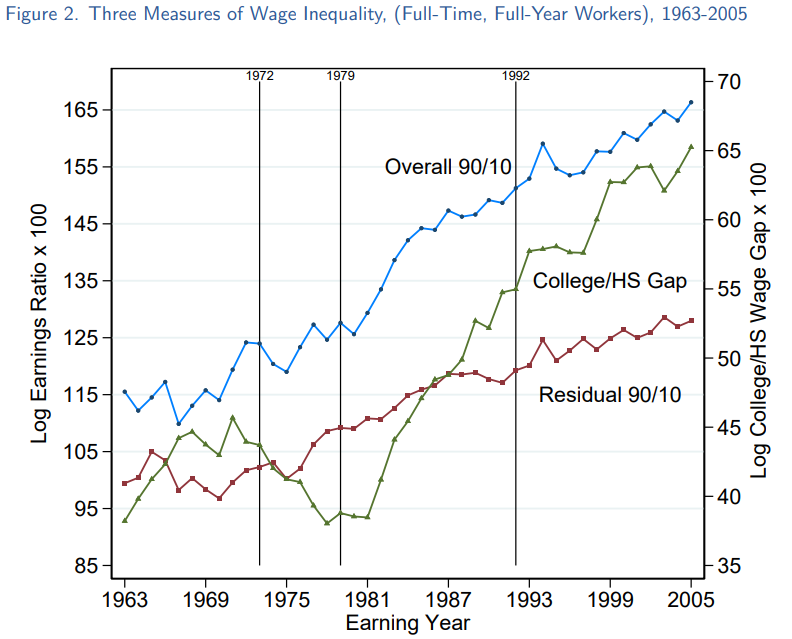 Figure 2. Three Measures of Wage Inequality, (Full-Time, Full-Year Workers), 1963-2005
1972 1979 1992
70
165
65
155
Overall 90/10
60
145
135
College/HS Gap
55
125
50
115
Residual 90/10
45
105
40
95
85
35
Log Earnings Ratio x 100
Log College/HS Wage Gap x 100
1963 1969 1975 1981 1987 1993 1999 2005
Earning Year